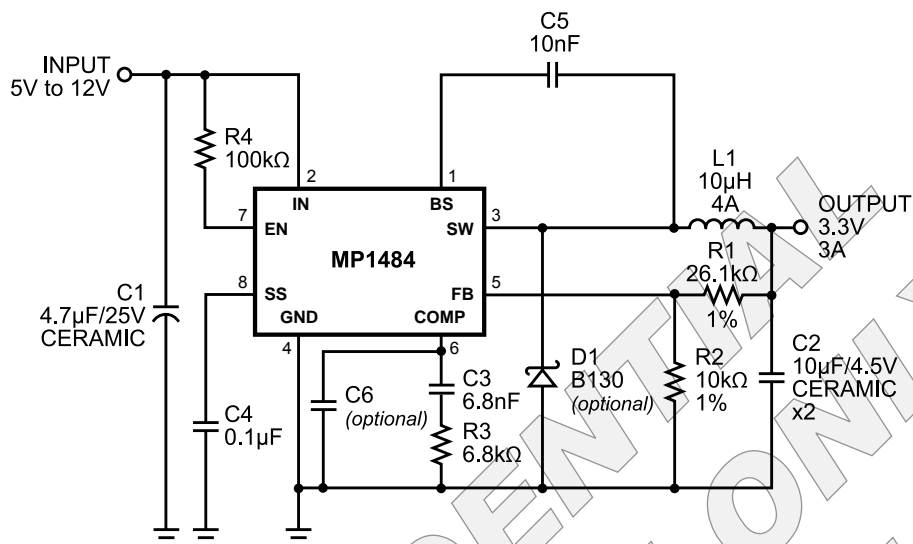 C5
10nF
INPUT
5V to 12V
R4
100kΩ
L1
10µH
4A
OUTPUT
3.3V
3A
2
1
IN
BS
7
EN
SW
3
MP1484
R1
26.1kΩ
1%
8
SS
FB
5
GND
COMP
4
6
C1
4.7µF/25V
CERAMIC
C4
0.1µF
C6
(optional)
C3
6.8nF
R3
6.8kΩ
D1
B130
(optional)
R2
10kΩ
1%
C2
10µF/4.5V
CERAMIC
x2